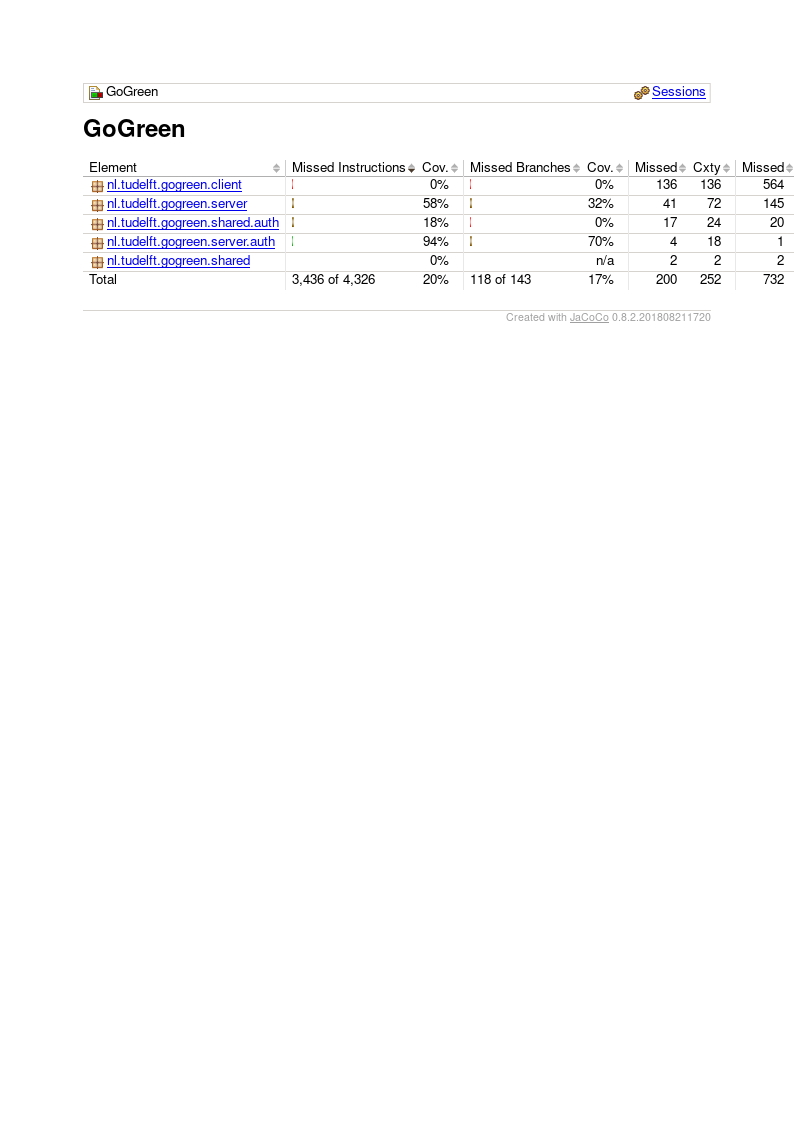 GoGreen Sessions
GoGreen
Element Missed Instructions Cov. Missed Branches Cov. Missed Cxty Missed
nl.tudelft.gogreen.client 0% 0% 136 136 564
nl.tudelft.gogreen.server 58% 32% 41 72 145
nl.tudelft.gogreen.shared.auth 18% 0% 17 24 20
nl.tudelft.gogreen.server.auth 94% 70% 4 18 1
nl.tudelft.gogreen.shared 0% n/a 2 2 2
Total 3,436 of 4,326 20% 118 of 143 17% 200 252 732
Created with JaCoCo 0.8.2.201808211720